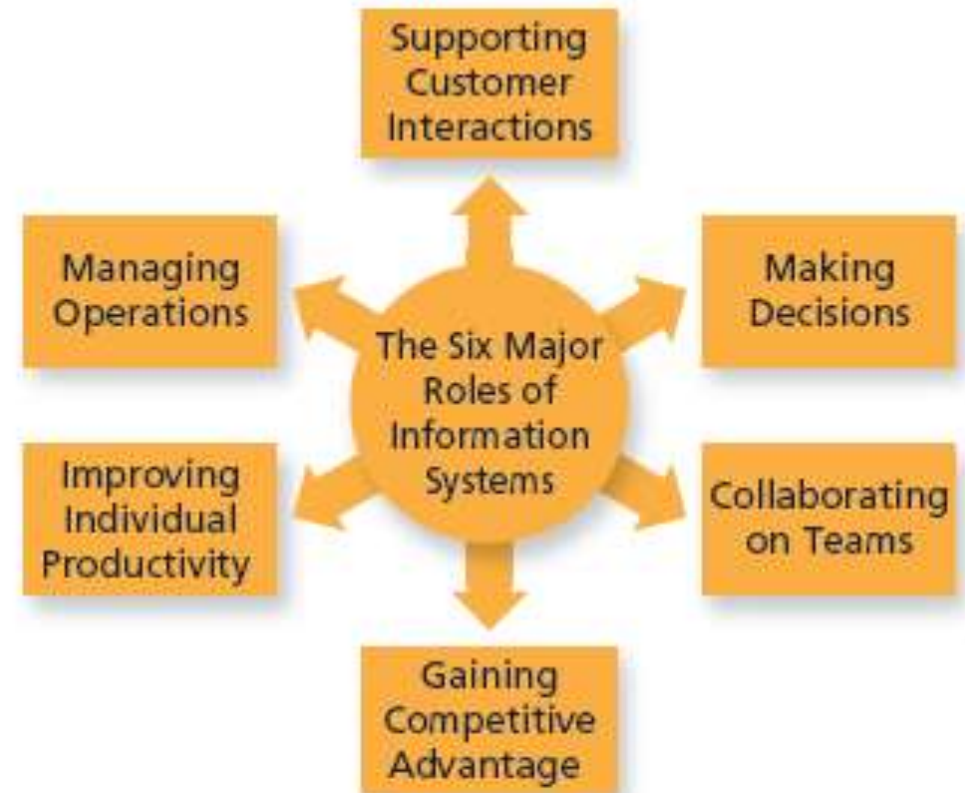 Supporting
Customer
Interactions
Managing
Operations
Making
Decisions
The Six Major
Roles of
Information
Systems
Improving
Individual
Productivity
Collaborating
on Teams
Gaining
Competitive
Advantage